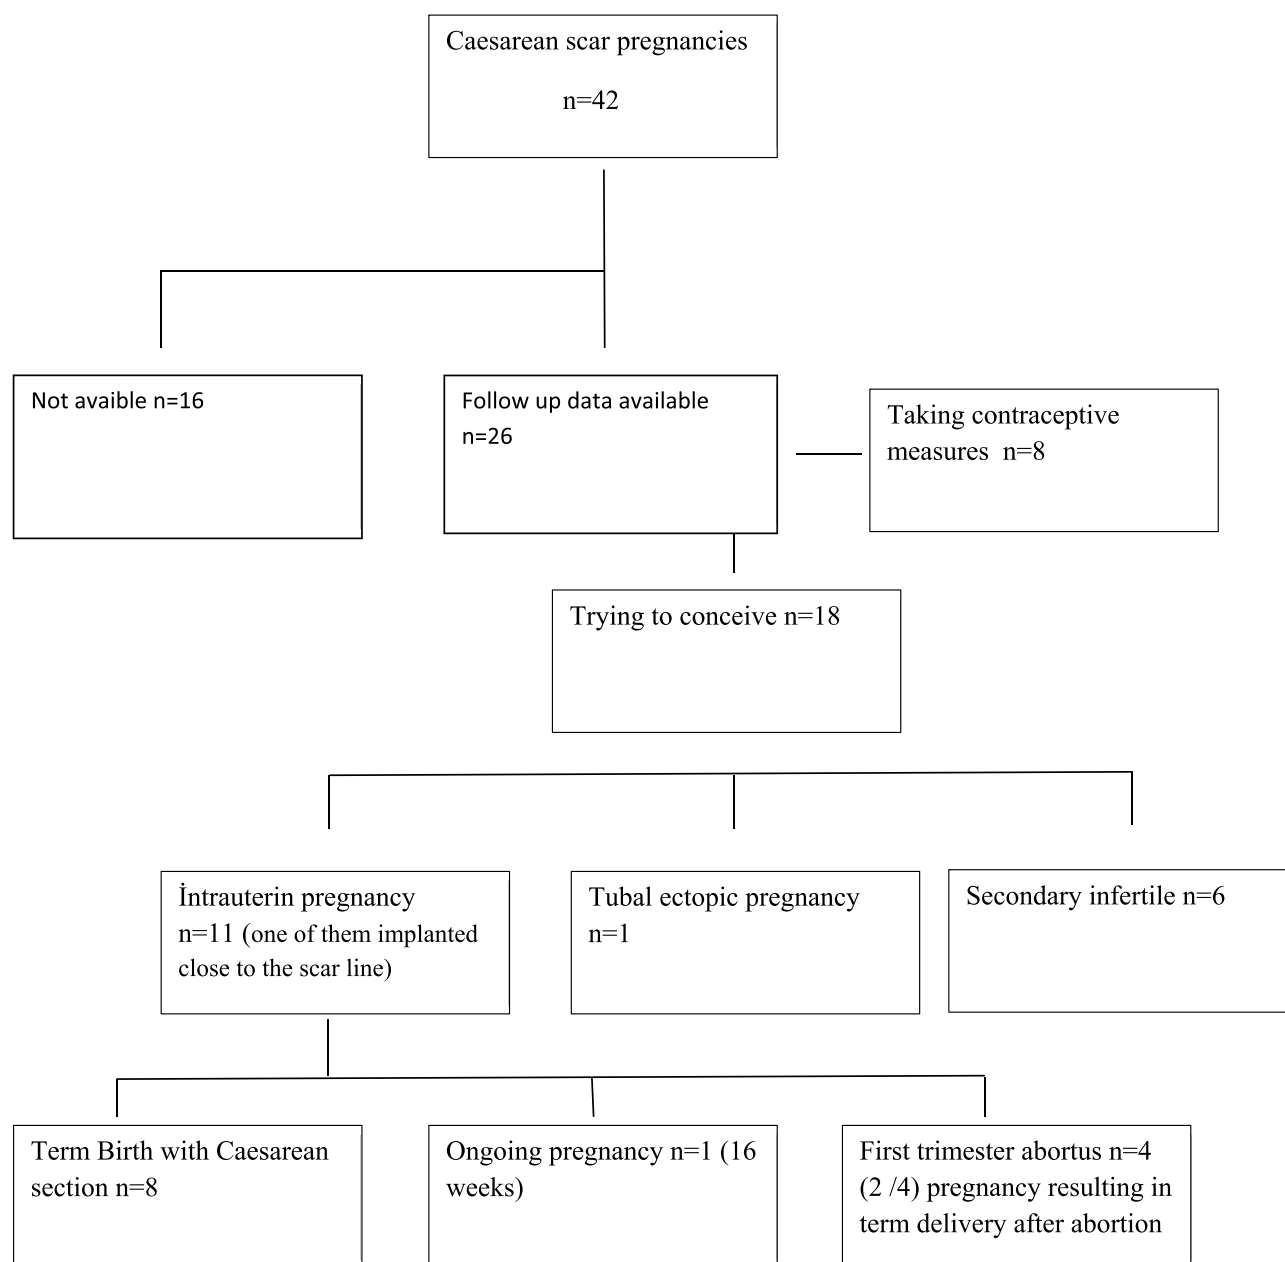 Caesarean scar pregnancies
n=42
Not avaible n=16
Follow up data available
n=26
Taking contraceptive
measures  n=8
Trying to conceive n=18
İntrauterin pregnancy
n=11 (one of them implanted
close to the scar line)
Tubal ectopic pregnancy
n=1
Secondary infertile n=6
Term Birth with Caesarean
section n=8
Ongoing pregnancy n=1 (16
weeks)
First trimester abortus n=4
(2 /4) pregnancy resulting in
term delivery after abortion